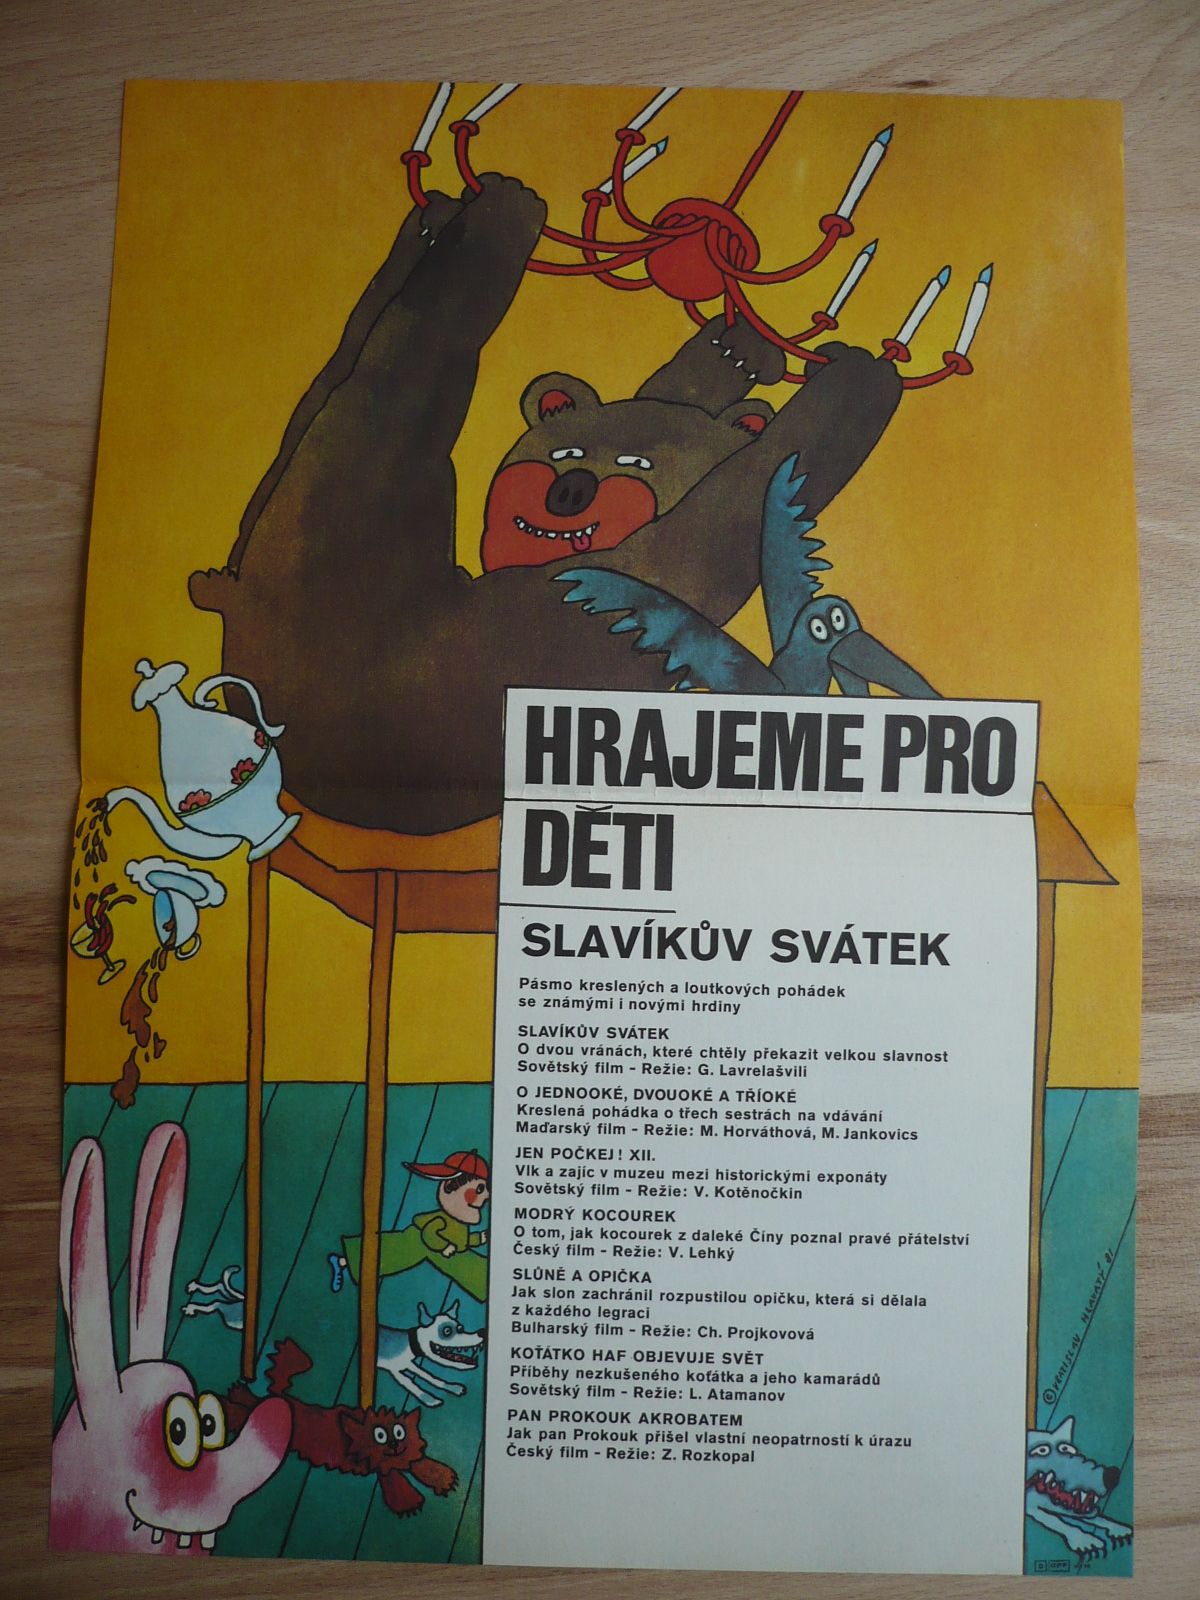 HRAJEME PRO
DĚTI
SLAVÍKŮV SVÁTEK
Pásmo kreslených a loutkových pohádek
se známými i novými hrdiny
SLAVÍKŮV SVÁTEK
O dvou vránách, které chtěly překazit velkou slavnost
Sovětský film - Režie: G. Lavrelašvili
O JEDNOOKÉ, DVOUOKÉ A TŘÍOKÉ
Kreslená pohádka o třech sestrách na vdávání
Maďarský film - Režie: M. Horváthová, M. Jankovics
JEN POČKEJ! XII.
Vlk a zajíc v muzeu mezi historickými exponáty
Sovětský film - Režie: V. Kotěnočkin
MODRÝ KOCOUREK
O tom, jak kocourek z daleké Číny poznal pravé přátelství
Český film - Režie: V. Lehký
SLŮNĚ A OPIČKA
Jak slon zachránil rozpustilou opičku, která si dělala
z každého legraci
Bulharský film - Režie: Ch. Projkovová
KOŤÁTKO HAF OBJEVUJE SVĚT
Příběhy nezkušeného koťátka a jeho kamarádů
Sovětský film - Režie: L. Atamanov
PAN PROKOUK AKROBATEM
Jak pan Prokouk přišel vlastní neopatrností k úrazu
Český film - Režie: Z. Rozkopal
© VRATISLAV HLAVATÝ 81